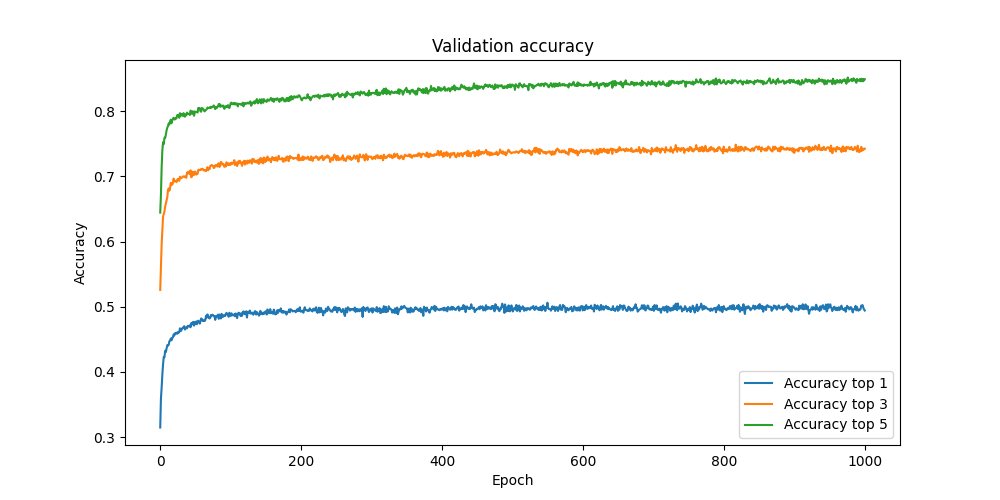 Validation accuracy
Accuracy
0.8
0.7
0.6
0.5
0.4
0.3
Accuracy top 1
Accuracy top 3
Accuracy top 5
0 200 400 600 800 1000
Epoch